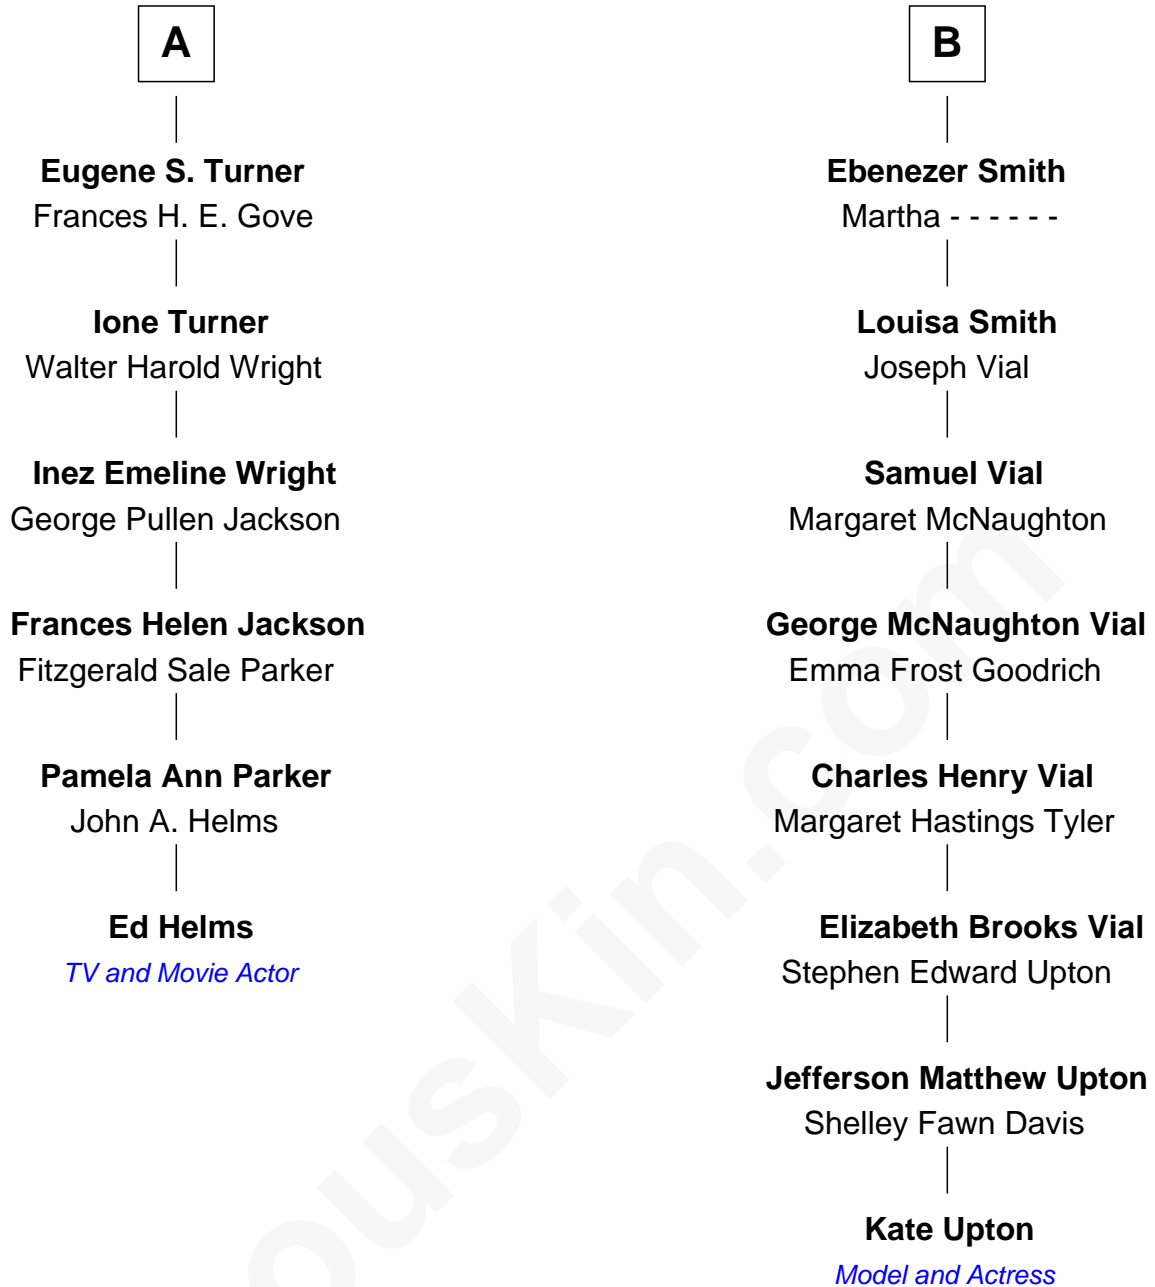 A
Eugene S. Turner
Frances H. E. Gove
Ione Turner
Walter Harold Wright
Inez Emeline Wright
George Pullen Jackson
Frances Helen Jackson
Fitzgerald Sale Parker
Pamela Ann Parker
John A. Helms
Ed Helms
TV and Movie Actor
B
Ebenezer Smith
Martha - - - - - -
Louisa Smith
Joseph Vial
Samuel Vial
Margaret McNaughton
George McNaughton Vial
Emma Frost Goodrich
Charles Henry Vial
Margaret Hastings Tyler
Elizabeth Brooks Vial
Stephen Edward Upton
Jefferson Matthew Upton
Shelley Fawn Davis
Kate Upton
Model and Actress
ousKin.com